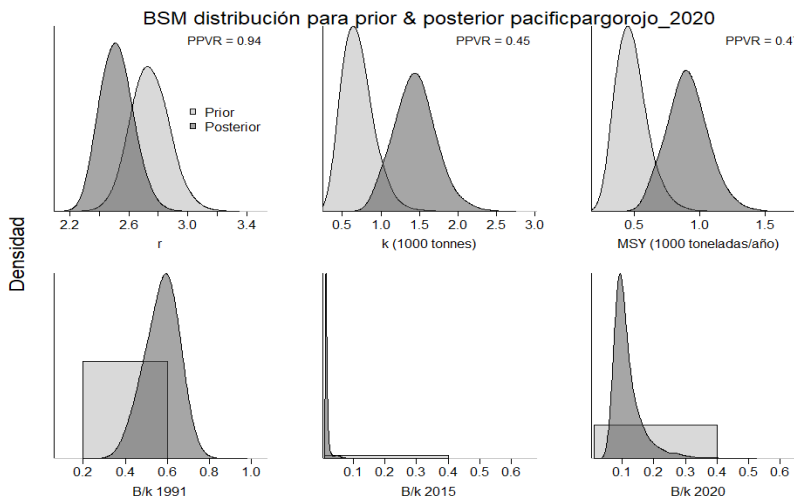 BSM distribución para prior & posterior pacificpargorojo_2020
PPVR = 0.94
PPVR = 0.45
PPVR = 0.4
Prior
Posterior
Densidad
2.2 2.6 3.0 3.4
r
0.5 1.0 1.5 2.0 2.5 3.0
k (1000 tonnes)
0.5 1.0 1.5
MSY (1000 toneladas/año)
0.2 0.4 0.6 0.8 1.0
B/k 1991
0.1 0.2 0.3 0.4 0.5 0.6
B/k 2015
0.1 0.2 0.3 0.4 0.5 0.6
B/k 2020